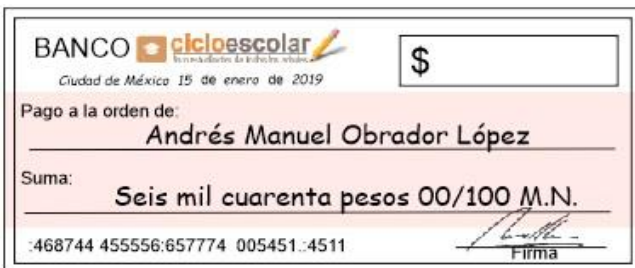 BANCO cicloescolar
$
Ciudad de México 15 de enero de 2019
Pago a la orden de:
Andrés Manuel Obrador López
Suma:
Seis mil cuarenta pesos 00/100 M.N.
:468744 455556:657774 005451.:4511
Firma